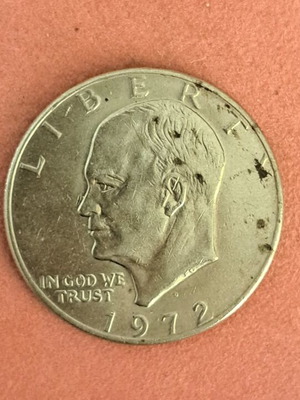 LIBERTY
IN GOD WE
TRUST
1972